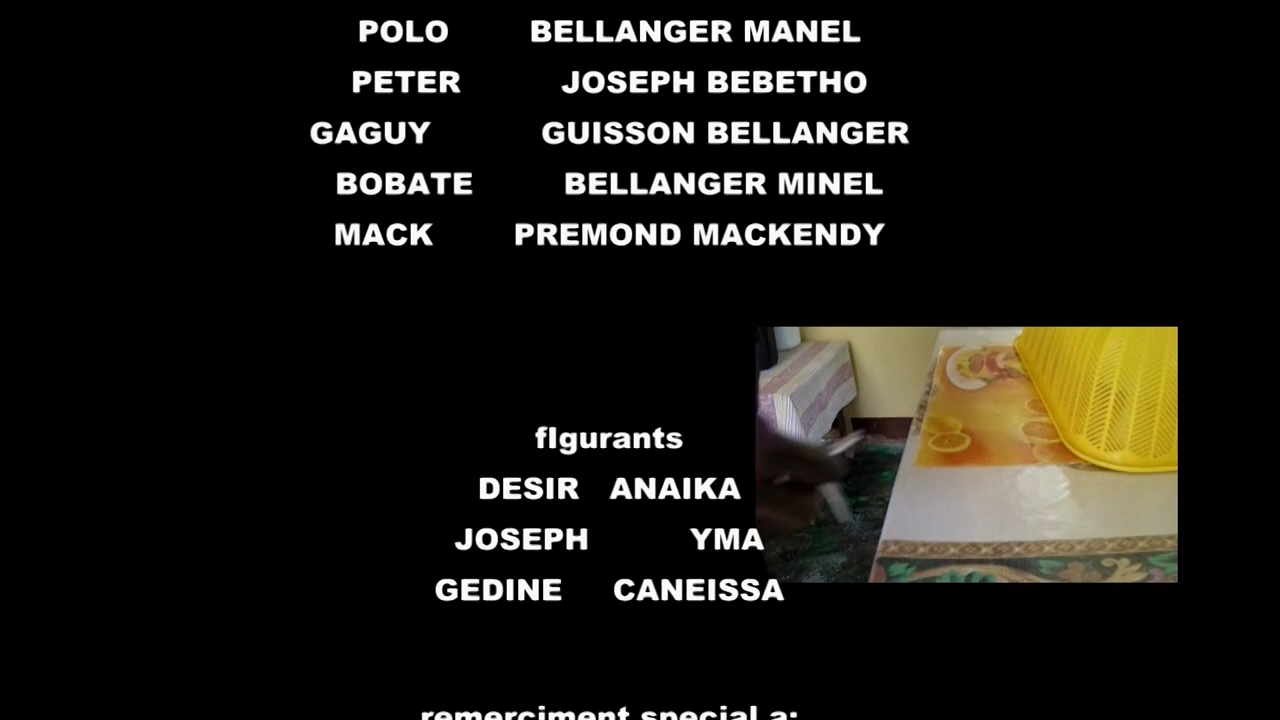 POLO BELLANGER MANEL
PETER JOSEPH BEBETHO
GAGUY GUISSON BELLANGER
BOBATE BELLANGER MINEL
MACK PREMOND MACKENDY
fIgurants
DESIR ANAIKA
JOSEPH YMA
GEDINE CANEISSA
remerciment special a: